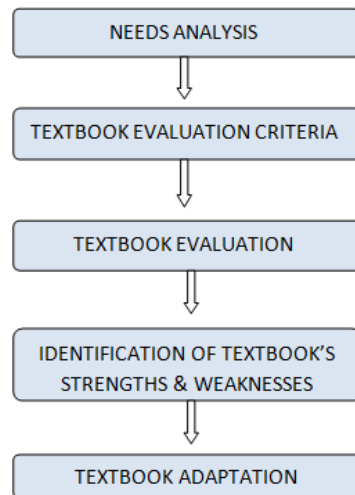 NEEDS ANALYSIS
TEXTBOOK EVALUATION CRITERIA
TEXTBOOK EVALUATION
IDENTIFICATION OF TEXTBOOK'S
STRENGTHS & WEAKNESSES
TEXTBOOK ADAPTATION